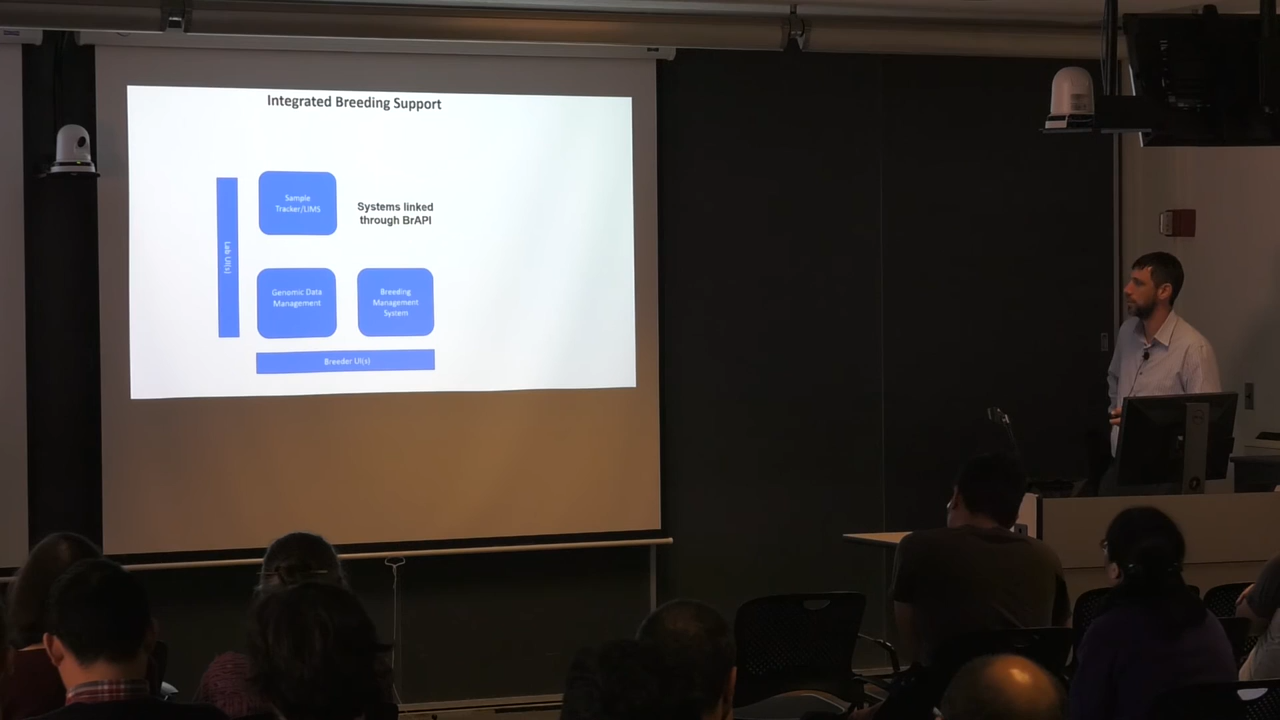 Integrated Breeding Support
Sample
Tracker/LIMS
Systems linked
through BrAPI
Lab UI(s)
Genomic Data
Management
Breeding
Management
System
Breeder UI(s)